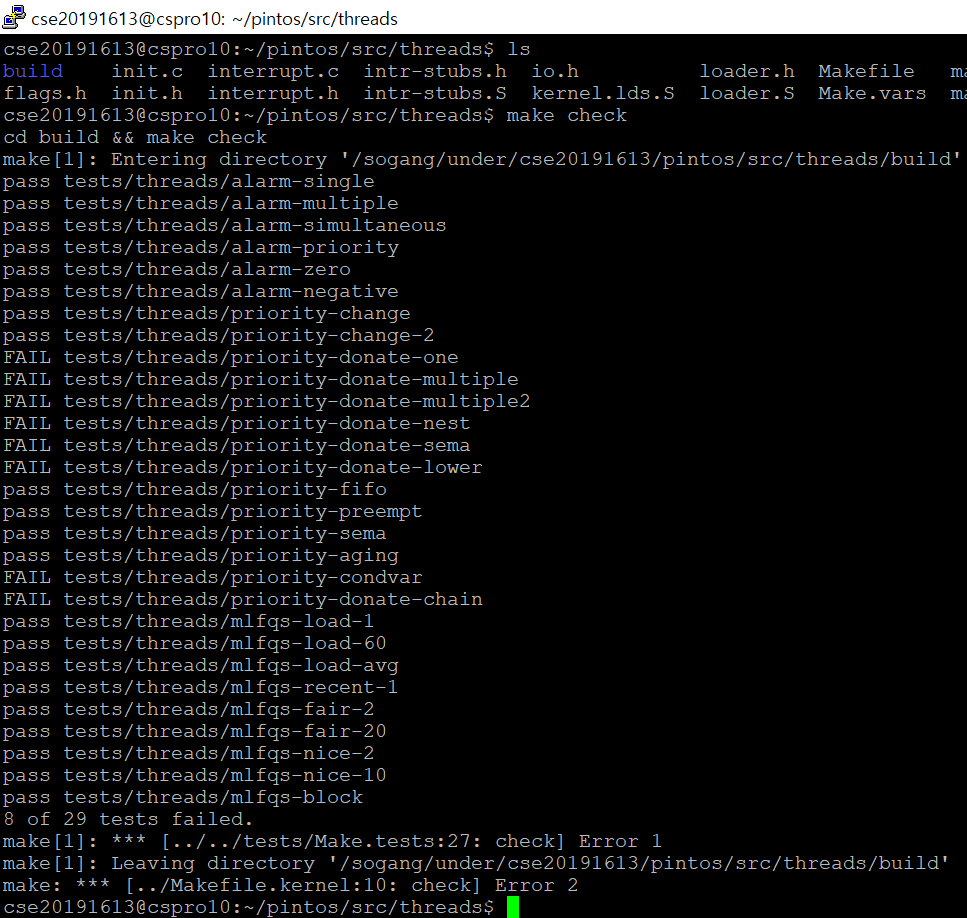 cse20191613@cspro10: ~/pintos/src/threads
cse20191613@cspro10:~/pintos/src/threads$ ls
build    init.c  interrupt.c  intr-stubs.h  io.h          loader.h  Makefile   ma
flags.h  init.h  interrupt.h  intr-stubs.S  kernel.lds.S  loader.S  Make.vars  ma
cse20191613@cspro10:~/pintos/src/threads$ make check
cd build && make check
make[1]: Entering directory '/sogang/under/cse20191613/pintos/src/threads/build'
pass tests/threads/alarm-single
pass tests/threads/alarm-multiple
pass tests/threads/alarm-simultaneous
pass tests/threads/alarm-priority
pass tests/threads/alarm-zero
pass tests/threads/alarm-negative
pass tests/threads/priority-change
pass tests/threads/priority-change-2
FAIL tests/threads/priority-donate-one
FAIL tests/threads/priority-donate-multiple
FAIL tests/threads/priority-donate-multiple2
FAIL tests/threads/priority-donate-nest
FAIL tests/threads/priority-donate-sema
FAIL tests/threads/priority-donate-lower
pass tests/threads/priority-fifo
pass tests/threads/priority-preempt
pass tests/threads/priority-sema
pass tests/threads/priority-aging
FAIL tests/threads/priority-condvar
FAIL tests/threads/priority-donate-chain
pass tests/threads/mlfqs-load-1
pass tests/threads/mlfqs-load-60
pass tests/threads/mlfqs-load-avg
pass tests/threads/mlfqs-recent-1
pass tests/threads/mlfqs-fair-2
pass tests/threads/mlfqs-fair-20
pass tests/threads/mlfqs-nice-2
pass tests/threads/mlfqs-nice-10
pass tests/threads/mlfqs-block
8 of 29 tests failed.
make[1]: *** [../../tests/Make.tests:27: check] Error 1
make[1]: Leaving directory '/sogang/under/cse20191613/pintos/src/threads/build'
make: *** [../Makefile.kernel:10: check] Error 2
cse20191613@cspro10:~/pintos/src/threads$